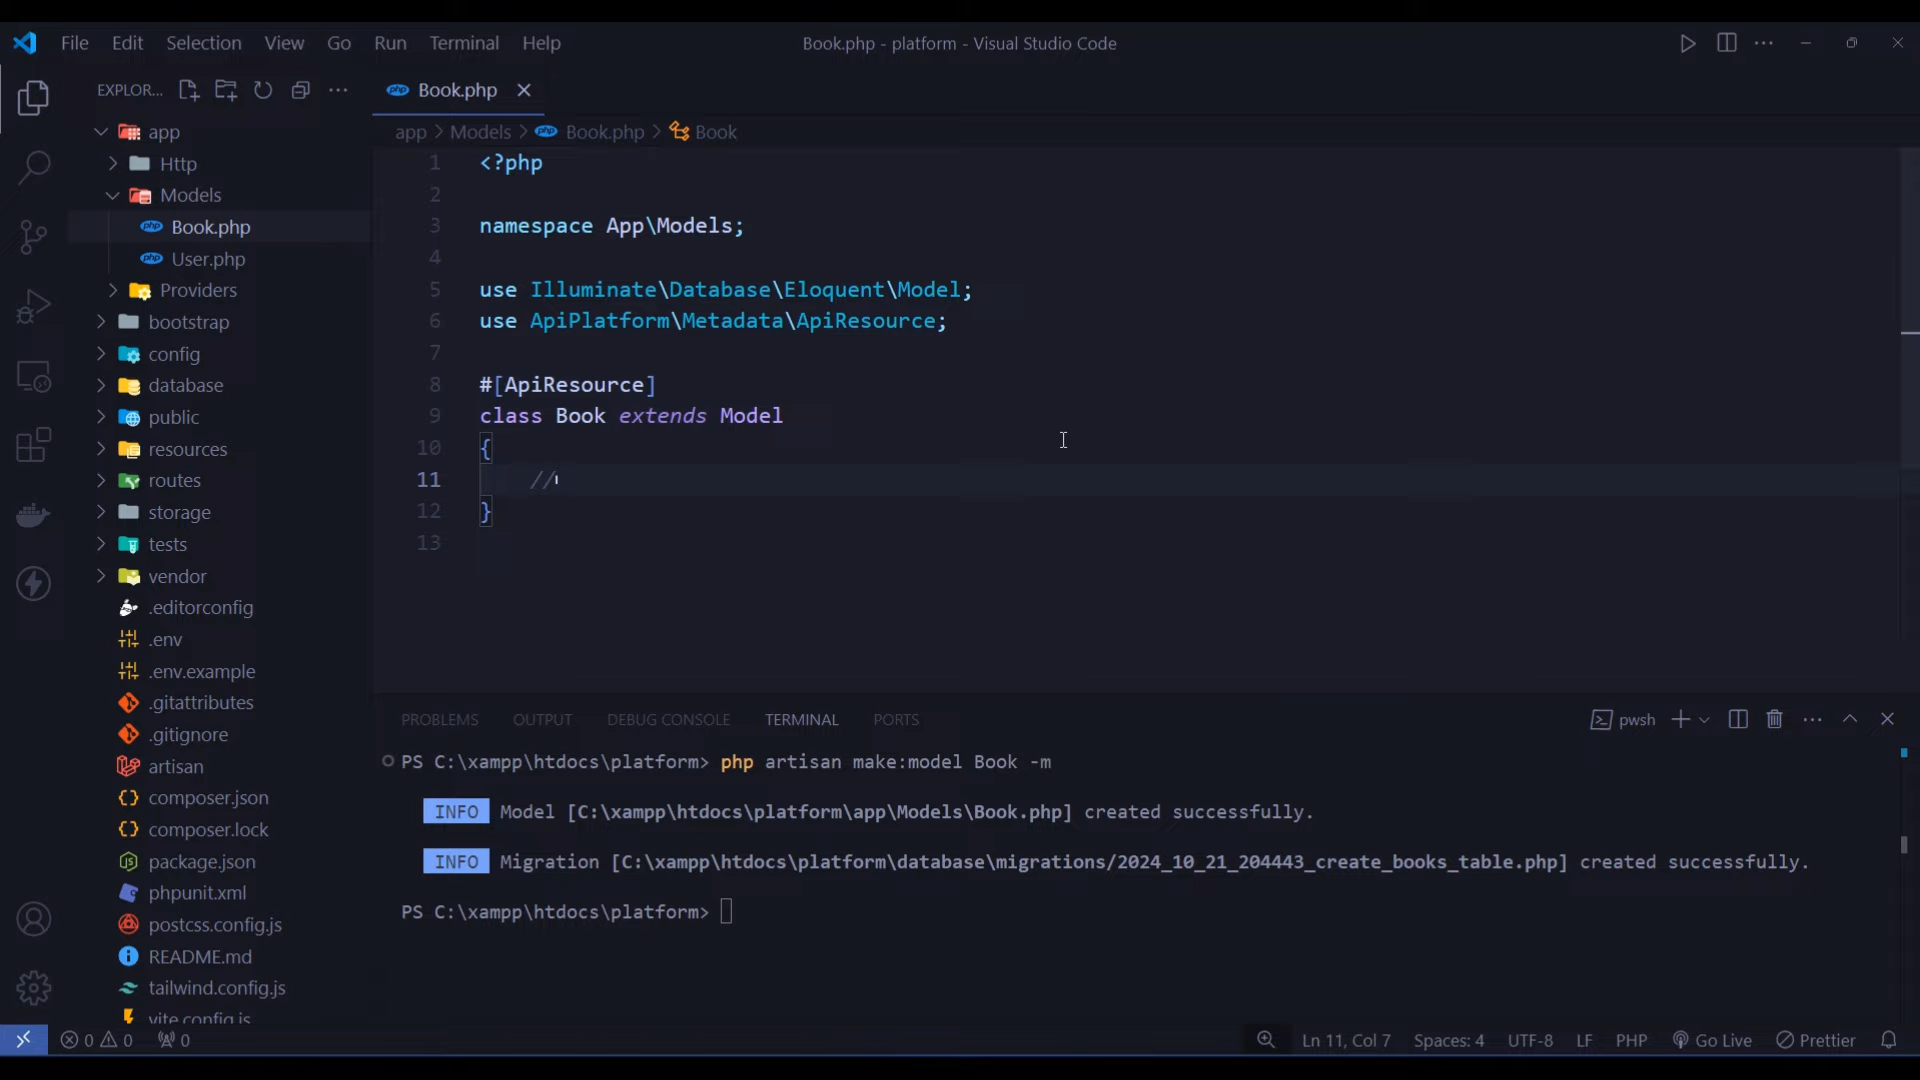 File Edit Selection View Go Run Terminal Help
Book.php - platform - Visual Studio Code
EXPLOR...
app
Http
Models
Book.php
User.php
Providers
bootstrap
config
database
public
resources
routes
storage
tests
vendor
.editorconfig
.env
.env.example
.gitattributes
.gitignore
artisan
composer.json
composer.lock
package.json
phpunit.xml
postcss.config.js
README.md
tailwind.config.js
vite.config.js
php Book.php
app > Models > php Book.php > Book
1 <?php
2
3 namespace App\Models;
4
5 use Illuminate\Database\Eloquent\Model;
6 use ApiPlatform\Metadata\ApiResource;
7
8 #[ApiResource]
9 class Book extends Model
10 {
11 //
12 }
13
PROBLEMS OUTPUT DEBUG CONSOLE TERMINAL PORTS
pwsh
PS C:\xampp\htdocs\platform> php artisan make:model Book -m
INFO Model [C:\xampp\htdocs\platform\app\Models\Book.php] created successfully.
INFO Migration [C:\xampp\htdocs\platform\database\migrations/2024_10_21_204443_create_books_table.php] created successfully.
PS C:\xampp\htdocs\platform>
0 0 0
Ln 11, Col 7 Spaces: 4 UTF-8 LF PHP Go Live Prettier